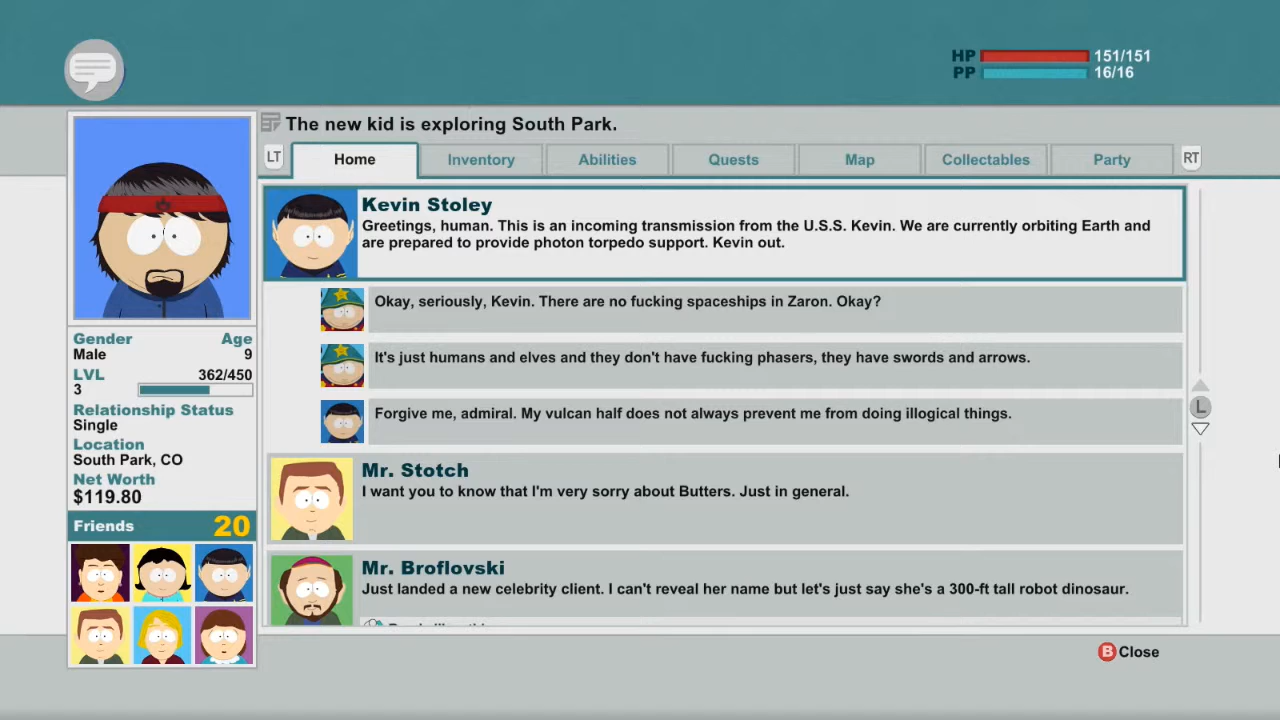 HP 151/151
PP 16/16
The new kid is exploring South Park.
LT Home Inventory Abilities Quests Map Collectables Party RT
Kevin Stoley
Greetings, human. This is an incoming transmission from the U.S.S. Kevin. We are currently orbiting Earth and
are prepared to provide photon torpedo support. Kevin out.
Okay, seriously, Kevin. There are no fucking spaceships in Zaron. Okay?
It's just humans and elves and they don't have fucking phasers, they have swords and arrows.
Forgive me, admiral. My vulcan half does not always prevent me from doing illogical things.
Mr. Stotch
I want you to know that I'm very sorry about Butters. Just in general.
Mr. Broflovski
Just landed a new celebrity client. I can't reveal her name but let's just say she's a 300-ft tall robot dinosaur.
Gender Age
Male 9
LVL 362/450
3
Relationship Status
Single
Location
South Park, CO
Net Worth
$119.80
Friends 20
L
B Close